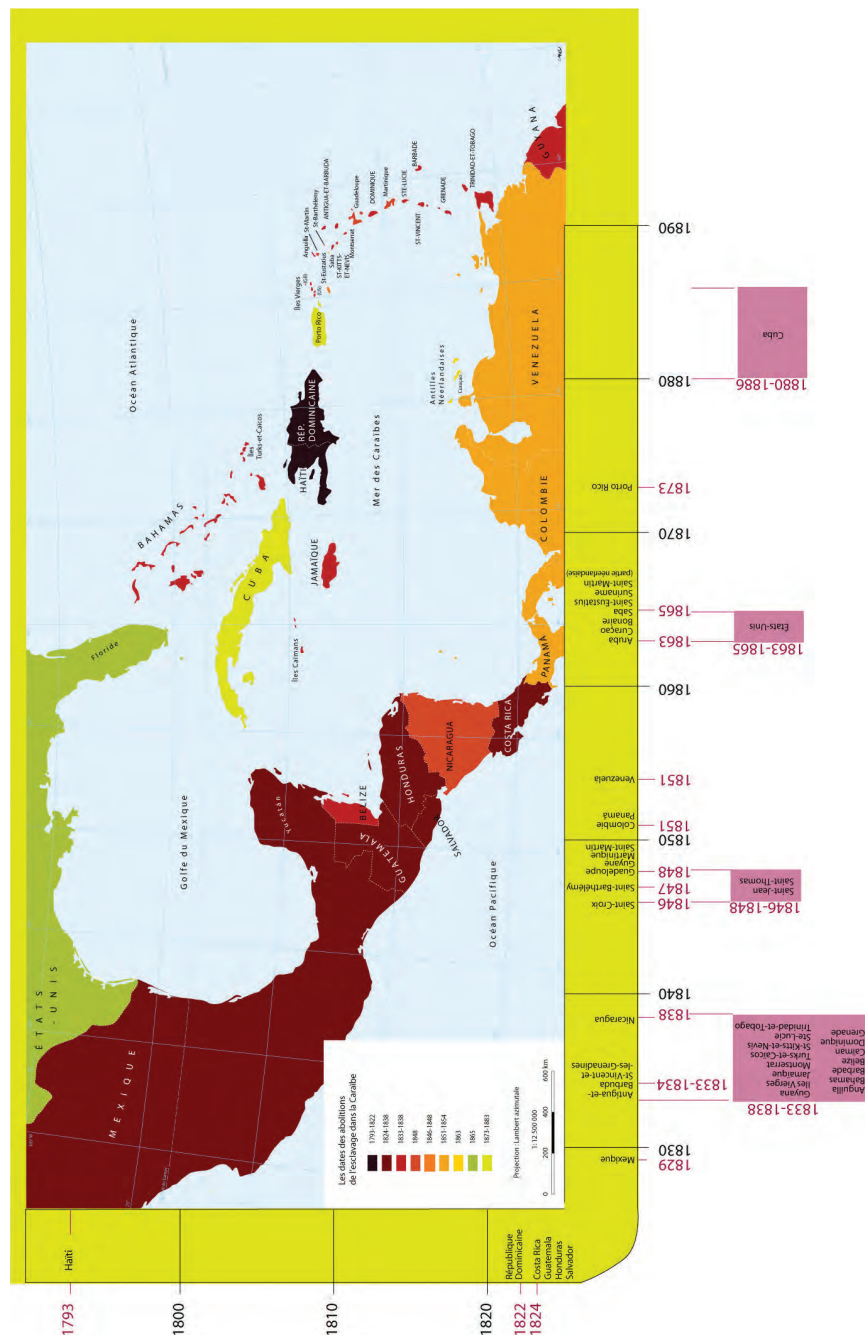 1793
Haïti
1800
1810
1820
République
Dominicaine
1822
Costa Rica
Guatemala
Honduras
Salvador
1824
ÉTATS
-UNIS
Floride
MEXIQUE
Golfe du Mexique
Océan Atlantique
Yucatán
BELIZE
GUATEMALA
HONDURAS
SALVADOR
NICARAGUA
COSTA RICA
PANAMA
Océan Pacifique
BAHAMAS
CUBA
Îles Caïmans
JAMAÏQUE
Îles
Turks-et-Caïcos
HAÏTI
RÉP.
DOMINICAINE
Porto Rico
Îles Vierges
(GB)
(US)
Anguilla
St-Martin
St-Barthélemy
St-Eustatius
Saba
ANTIGUA-ET-BARBUDA
ST-KITTS-
ET-NEVIS
Montserrat
Guadeloupe
DOMINIQUE
Martinique
STE-LUCIE
ST-VINCENT
BARBADE
GRENADE
TRINIDAD-ET-TOBAGO
Mer des Caraïbes
Antilles
Néerlandaises
Curaçao
COLOMBIE
VENEZUELA
GUYANA
Les dates des abolitions
de l'esclavage dans la Caraïbe
1793-1822
1824-1838
1833-1838
1848
1846-1848
1851-1854
1863
1865
1873-1883
Projection : Lambert azimutale
1: 12 500 000
0 200 400 600 km
Mexique
1829
1830
Antigua-et-
Barbuda
St-Vincent-et
-les-Grenadines
1833-1834
Nicaragua
1838
1840
1833-1838
Anguilla
Bahamas
Barbade
Belize
Caïman
Dominique
Grenade
Guyana
Iles Vierges
Jamaïque
Montserrat
Turks-et-Caïcos
St-Kitts-et-Nevis
Ste-Lucie
Trinidad-et-Tobago
Saint-Croix
1846
Saint-Barthélemy
1847
Guadeloupe
Guyane
Martinique
Saint-Martin
1848
1846-1848
Saint-Jean
Saint-Thomas
1850
Colombie
Panamá
1851
Venezuela
1851
1860
Aruba
Curaçao
Bonaire
Saba
Saint-Eustatius
Suriname
Saint-Martin
(partie néerlandaise)
1863
1865
1863-1865
États-Unis
1870
Porto Rico
1873
1880
1880-1886
Cuba
1890